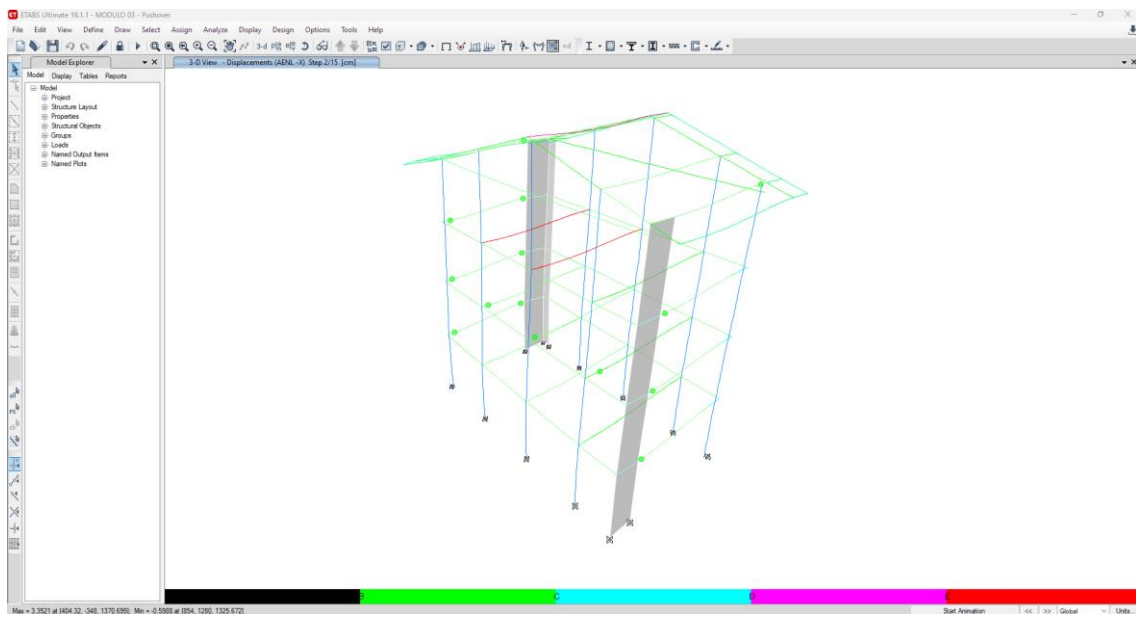 ETABS Ultimate 18.1.1 - MODULO 03 - Pushover
File Edit View Define Draw Select Assign Analyze Display Design Options Tools Help
3-d
Model Explorer
3-D View - Displacements (AENL -X) Step 2/15 [cm]
Model Display Tables Reports
Model
Project
Structure Layout
Properties
Structural Objects
Groups
Loads
Named Output Items
Named Plots
B C D E
Max = 3.3521 at [404.32, -348, 1370.695]; Min = -0.5988 at [854, 1280, 1325.672]
Start Animation << >> Global Units...